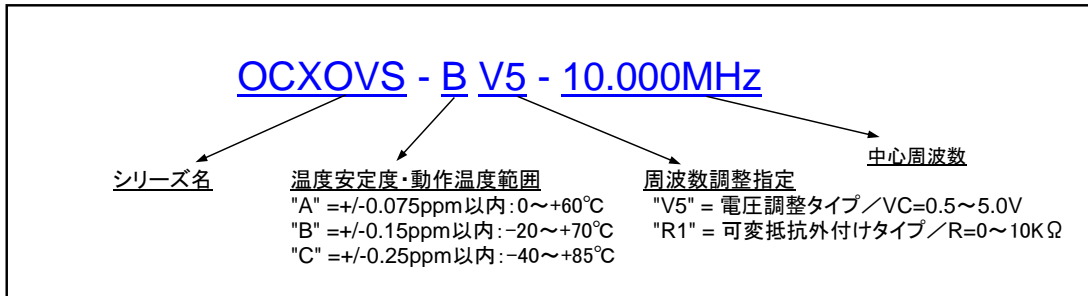 OCXOVS - B V5 - 10.000MHz
中心周波数
シリーズ名
温度安定度・動作温度範囲
"A" =+/-0.075ppm以内：0～+60℃
"B" =+/-0.15ppm以内：-20～+70℃
"C" =+/-0.25ppm以内：-40～+85℃
周波数調整指定
"V5" = 電圧調整タイプ／VC=0.5～5.0V
"R1" = 可変抵抗外付けタイプ／R=0～10KΩ